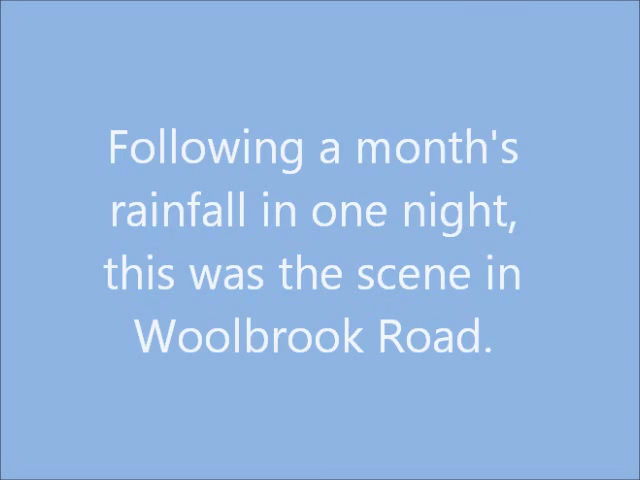 Following a month's
rainfall in one night,
this was the scene in
Woolbrook Road.